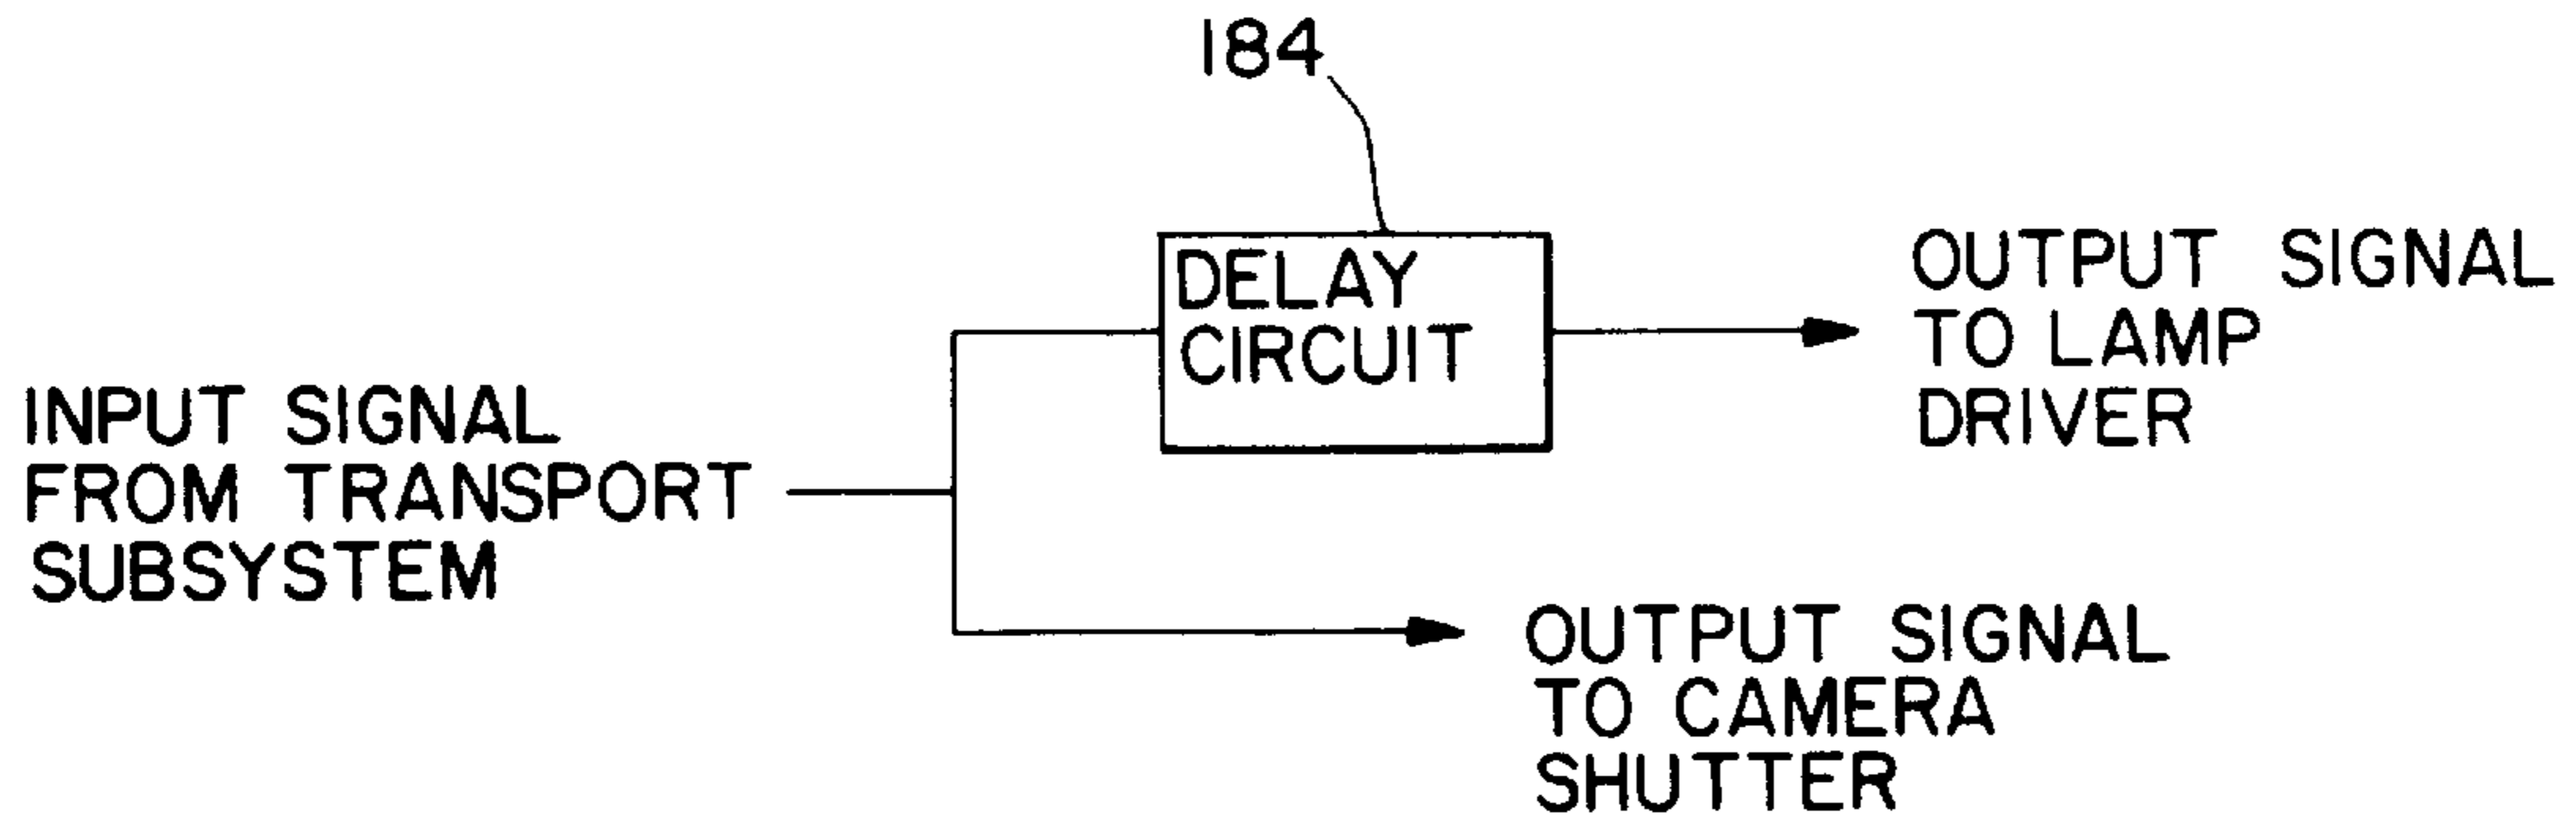 184
DELAY
CIRCUIT
OUTPUT SIGNAL
TO LAMP
DRIVER
INPUT SIGNAL
FROM TRANSPORT
SUBSYSTEM
OUTPUT SIGNAL
TO CAMERA
SHUTTER